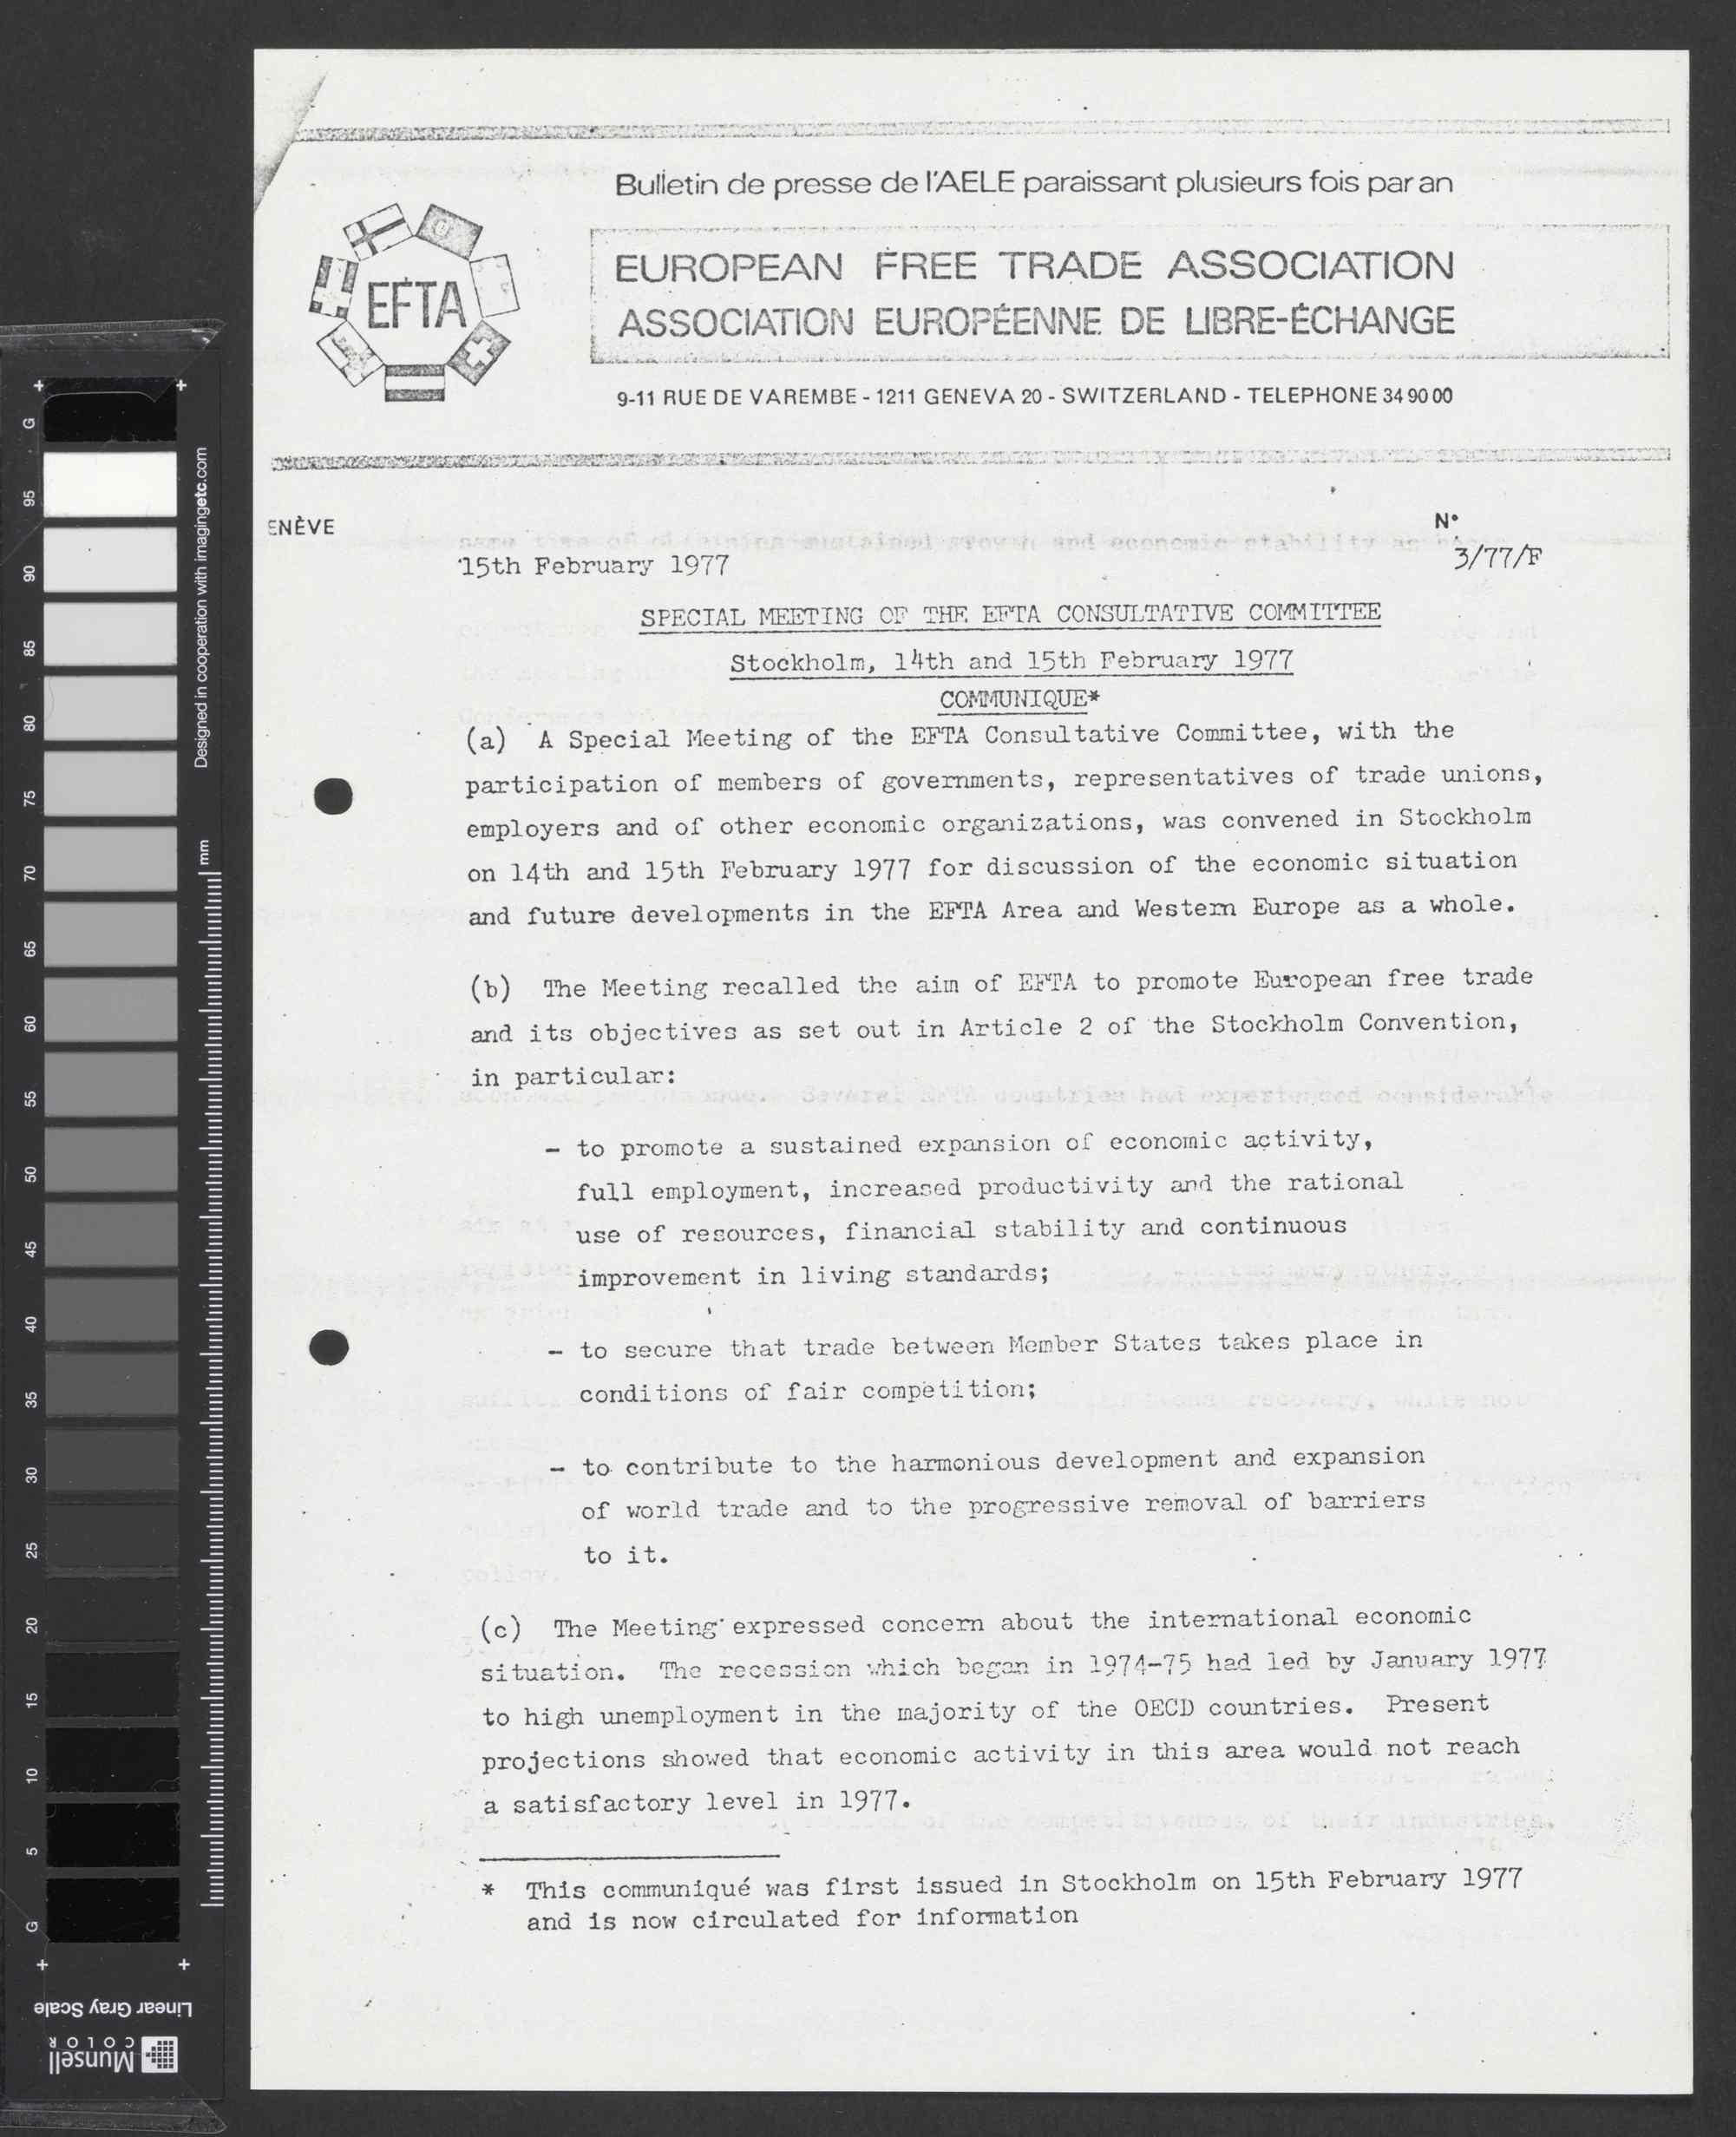 Bulletin de presse de l'AELE paraissant plusieurs fois par an
EFTA
EUROPEAN FREE TRADE ASSOCIATION
ASSOCIATION EUROPÉENNE DE LIBRE-ÉCHANGE
9-11 RUE DE VAREMBE - 1211 GENEVA 20 - SWITZERLAND - TELEPHONE 34 90 00
ENÈVE
N°
15th February 1977
3/77/F
SPECIAL MEETING OF THE EFTA CONSULTATIVE COMMITTEE
Stockholm, 14th and 15th February 1977
COMMUNIQUE*
(a) A Special Meeting of the EFTA Consultative Committee, with the
participation of members of governments, representatives of trade unions,
employers and of other economic organizations, was convened in Stockholm
on 14th and 15th February 1977 for discussion of the economic situation
and future developments in the EFTA Area and Western Europe as a whole.
(b) The Meeting recalled the aim of EFTA to promote European free trade
and its objectives as set out in Article 2 of the Stockholm Convention,
in particular:
- to promote a sustained expansion of economic activity,
full employment, increased productivity and the rational
use of resources, financial stability and continuous
improvement in living standards;
- to secure that trade between Member States takes place in
conditions of fair competition;
- to contribute to the harmonious development and expansion
of world trade and to the progressive removal of barriers
to it.
(c) The Meeting expressed concern about the international economic
situation. The recession which began in 1974-75 had led by January 1977
to high unemployment in the majority of the OECD countries. Present
projections showed that economic activity in this area would not reach
a satisfactory level in 1977.
* This communiqué was first issued in Stockholm on 15th February 1977
and is now circulated for information
G
95
90
85
80
75
70
65
60
55
50
45
40
35
30
25
20
15
10
5
G
Designed in cooperation with imagingetc.com
mm
Linear Gray Scale
Munsell
COLOR